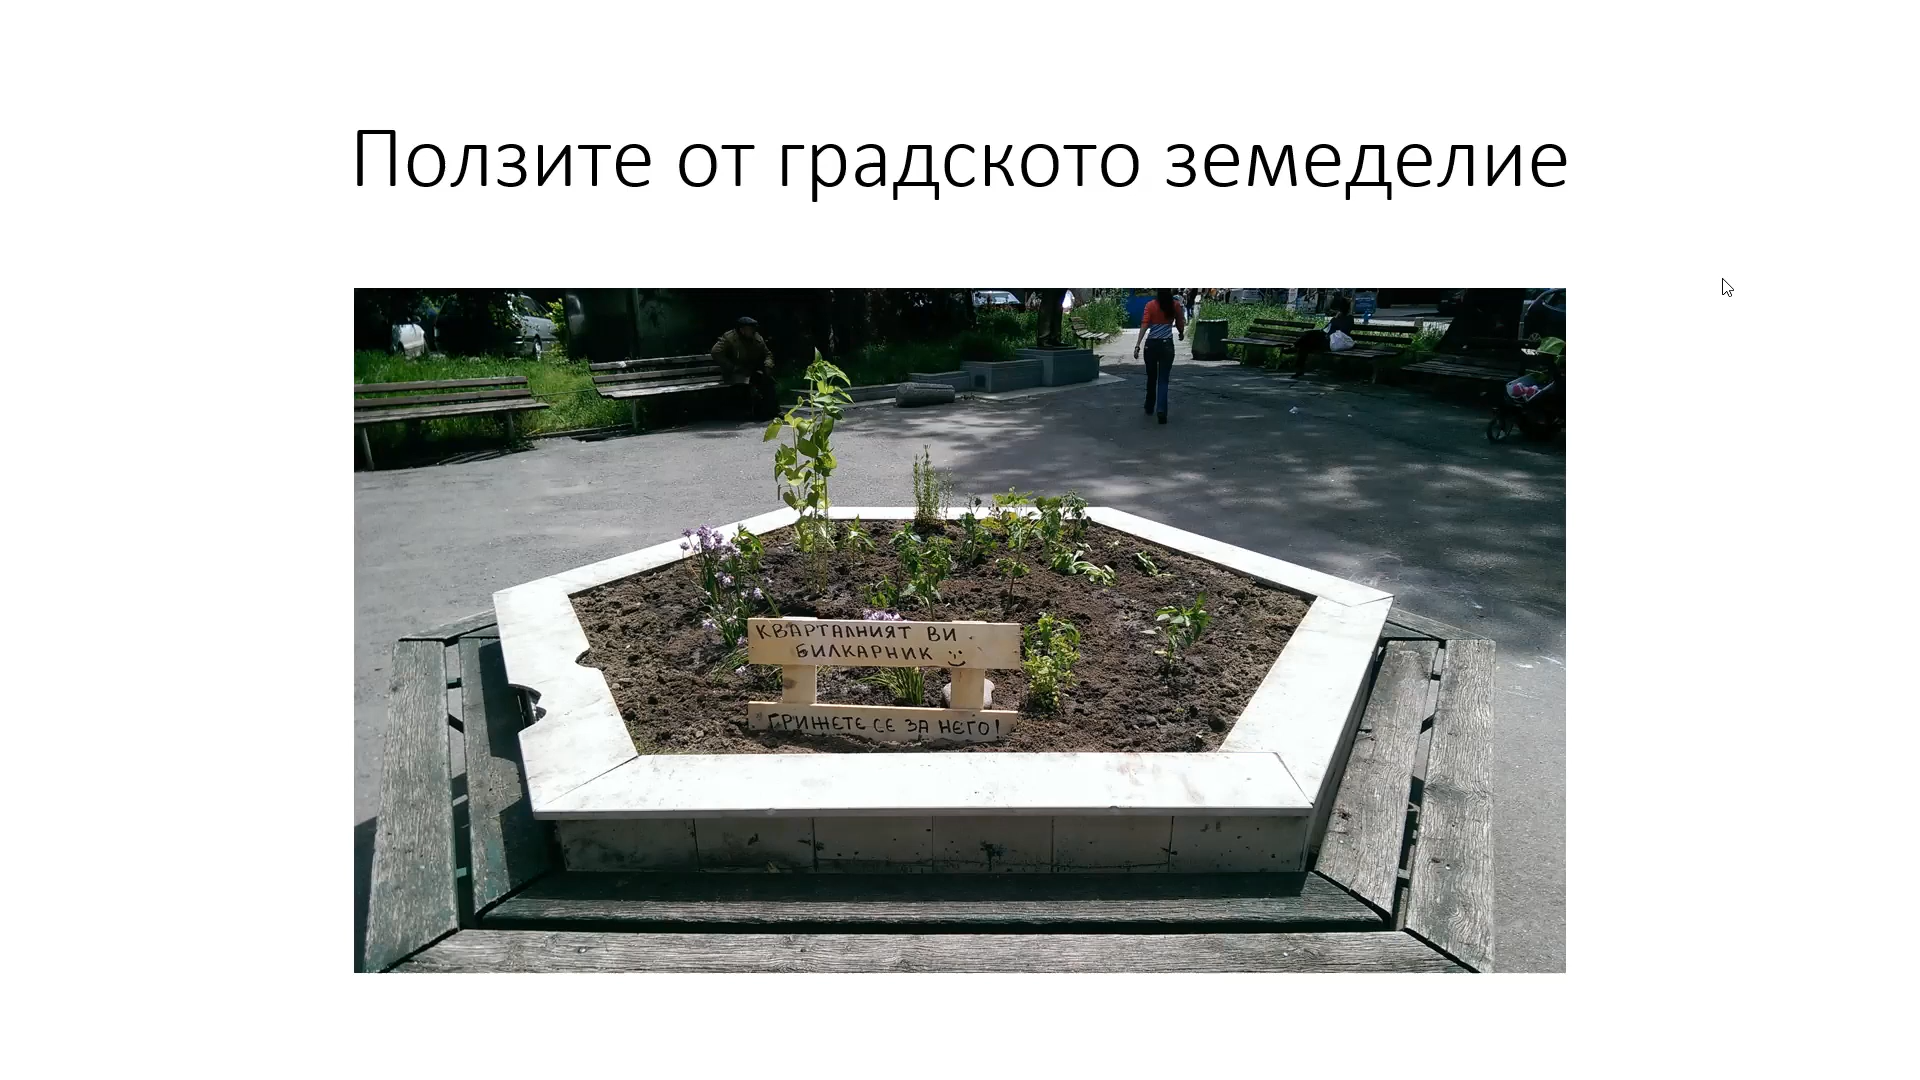 Ползите от градското земеделие
КВАРТАЛНИЯТ ВИ
БИЛКАРНИК
ГРИЖЕТЕ СЕ ЗА НЕГО!